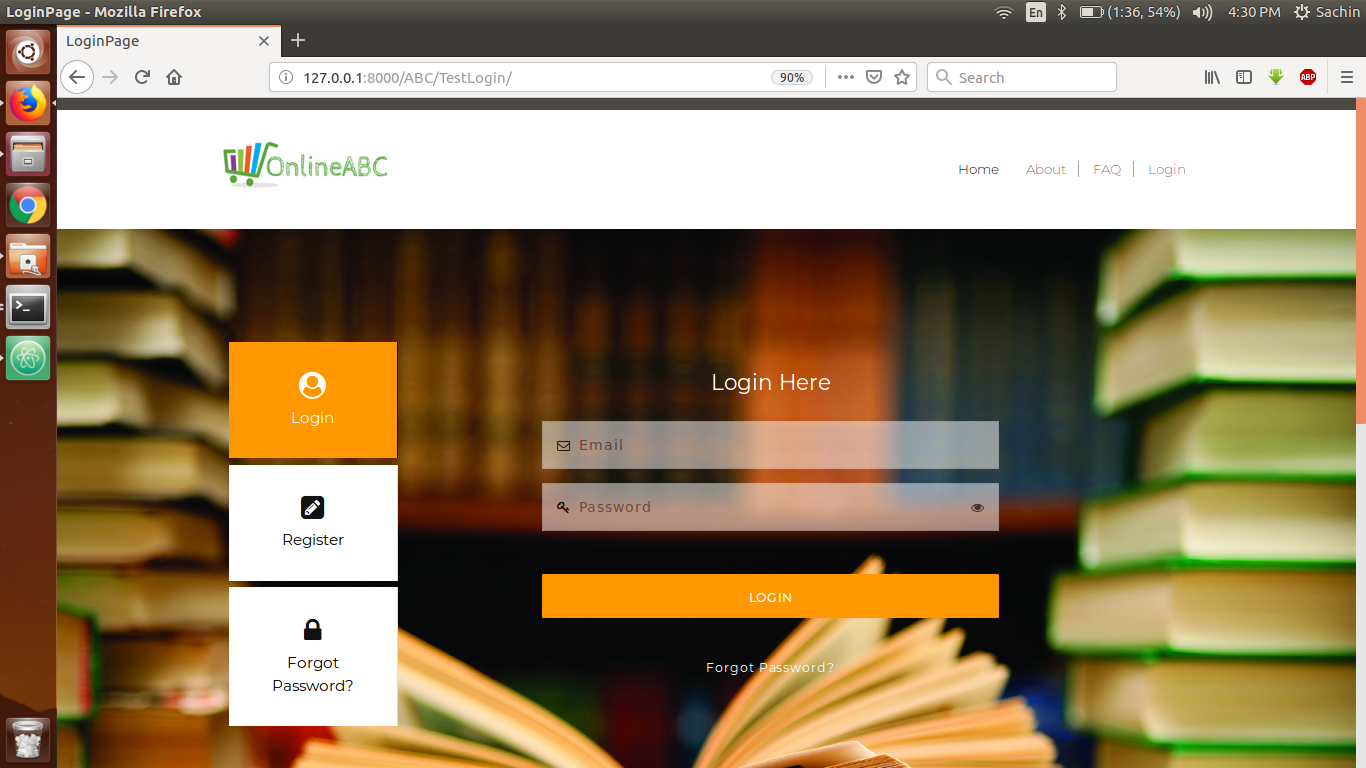 LoginPage - Mozilla Firefox
En
(1:36, 54%)
4:30 PM
Sachin
LoginPage
127.0.0.1:8000/ABC/TestLogin/
90%
Search
ABP
OnlineABC
Home
About
FAQ
Login
Login
Register
Forgot
Password?
Login Here
Email
Password
LOGIN
Forgot Password?